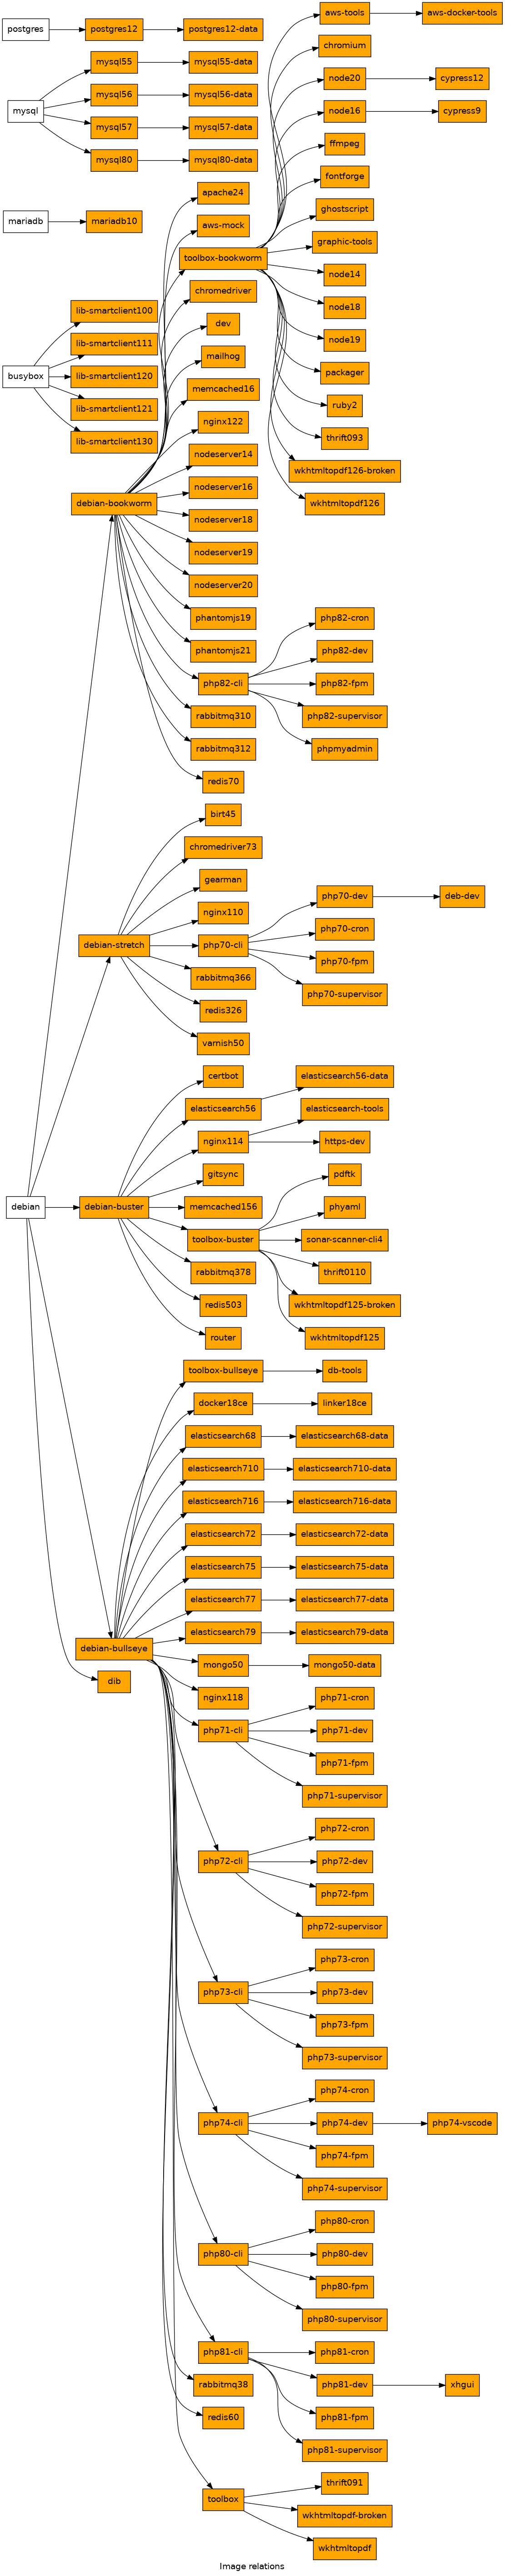 postgres
postgres12
postgres12-data
mysql
mysql55
mysql55-data
mysql56
mysql56-data
mysql57
mysql57-data
mysql80
mysql80-data
mariadb
mariadb10
busybox
lib-smartclient100
lib-smartclient111
lib-smartclient120
lib-smartclient121
lib-smartclient130
debian
debian-bookworm
apache24
aws-mock
toolbox-bookworm
aws-tools
aws-docker-tools
chromium
node20
cypress12
node16
cypress9
ffmpeg
fontforge
ghostscript
graphic-tools
node14
node18
node19
packager
ruby2
thrift093
wkhtmltopdf126-broken
wkhtmltopdf126
chromedriver
dev
mailhog
memcached16
nginx122
nodeserver14
nodeserver16
nodeserver18
nodeserver19
nodeserver20
phantomjs19
phantomjs21
php82-cli
php82-cron
php82-dev
php82-fpm
php82-supervisor
phpmyadmin
rabbitmq310
rabbitmq312
redis70
debian-stretch
birt45
chromedriver73
gearman
nginx110
php70-cli
php70-dev
deb-dev
php70-cron
php70-fpm
php70-supervisor
rabbitmq366
redis326
varnish50
debian-buster
certbot
elasticsearch56
elasticsearch56-data
nginx114
elasticsearch-tools
https-dev
gitsync
memcached156
toolbox-buster
pdftk
phyaml
sonar-scanner-cli4
thrift0110
wkhtmltopdf125-broken
wkhtmltopdf125
rabbitmq378
redis503
router
debian-bullseye
toolbox-bullseye
db-tools
docker18ce
linker18ce
elasticsearch68
elasticsearch68-data
elasticsearch710
elasticsearch710-data
elasticsearch716
elasticsearch716-data
elasticsearch72
elasticsearch72-data
elasticsearch75
elasticsearch75-data
elasticsearch77
elasticsearch77-data
elasticsearch79
elasticsearch79-data
mongo50
mongo50-data
dib
nginx118
php71-cli
php71-cron
php71-dev
php71-fpm
php71-supervisor
php72-cli
php72-cron
php72-dev
php72-fpm
php72-supervisor
php73-cli
php73-cron
php73-dev
php73-fpm
php73-supervisor
php74-cli
php74-cron
php74-dev
php74-vscode
php74-fpm
php74-supervisor
php80-cli
php80-cron
php80-dev
php80-fpm
php80-supervisor
php81-cli
php81-cron
php81-dev
xhgui
php81-fpm
php81-supervisor
rabbitmq38
redis60
toolbox
thrift091
wkhtmltopdf-broken
wkhtmltopdf
Image relations